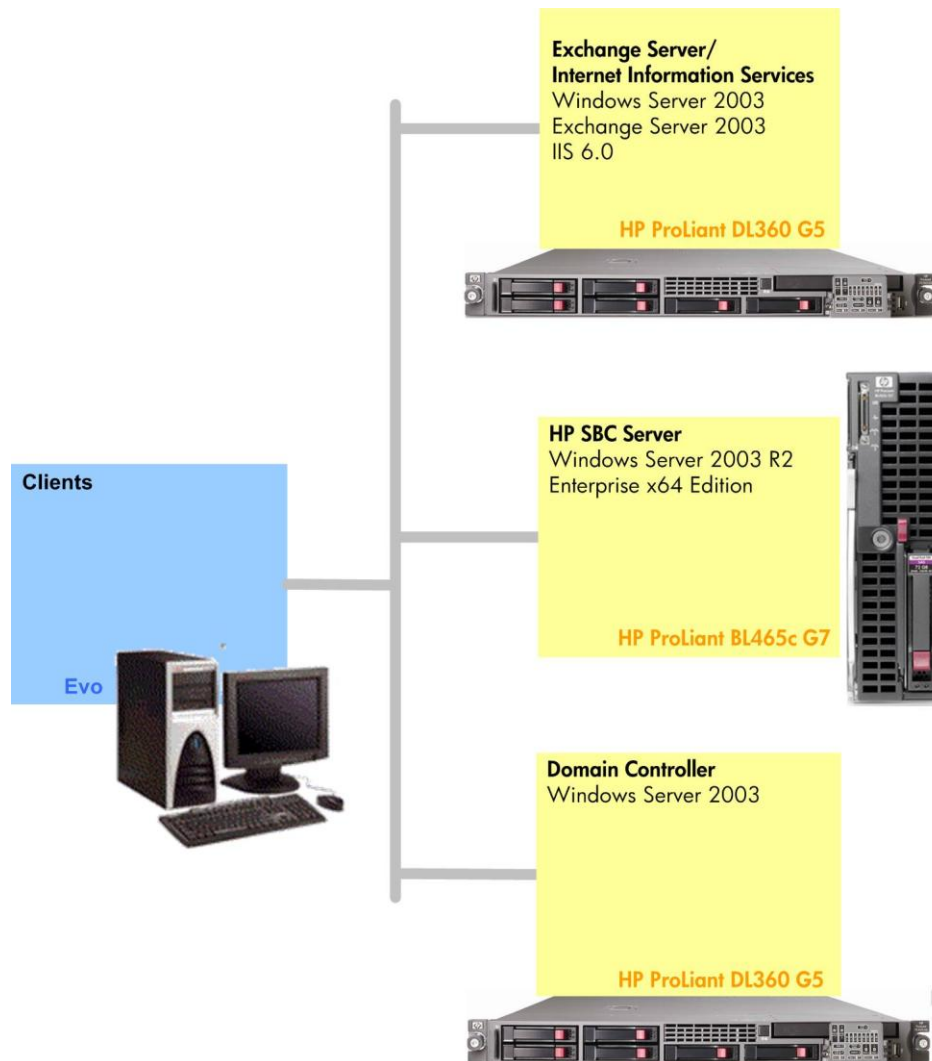 Exchange Server/
Internet Information Services
Windows Server 2003
Exchange Server 2003
IIS 6.0
HP ProLiant DL360 G5
HP SBC Server
Windows Server 2003 R2
Enterprise x64 Edition
HP ProLiant BL465c G7
Clients
Evo
Domain Controller
Windows Server 2003
HP ProLiant DL360 G5